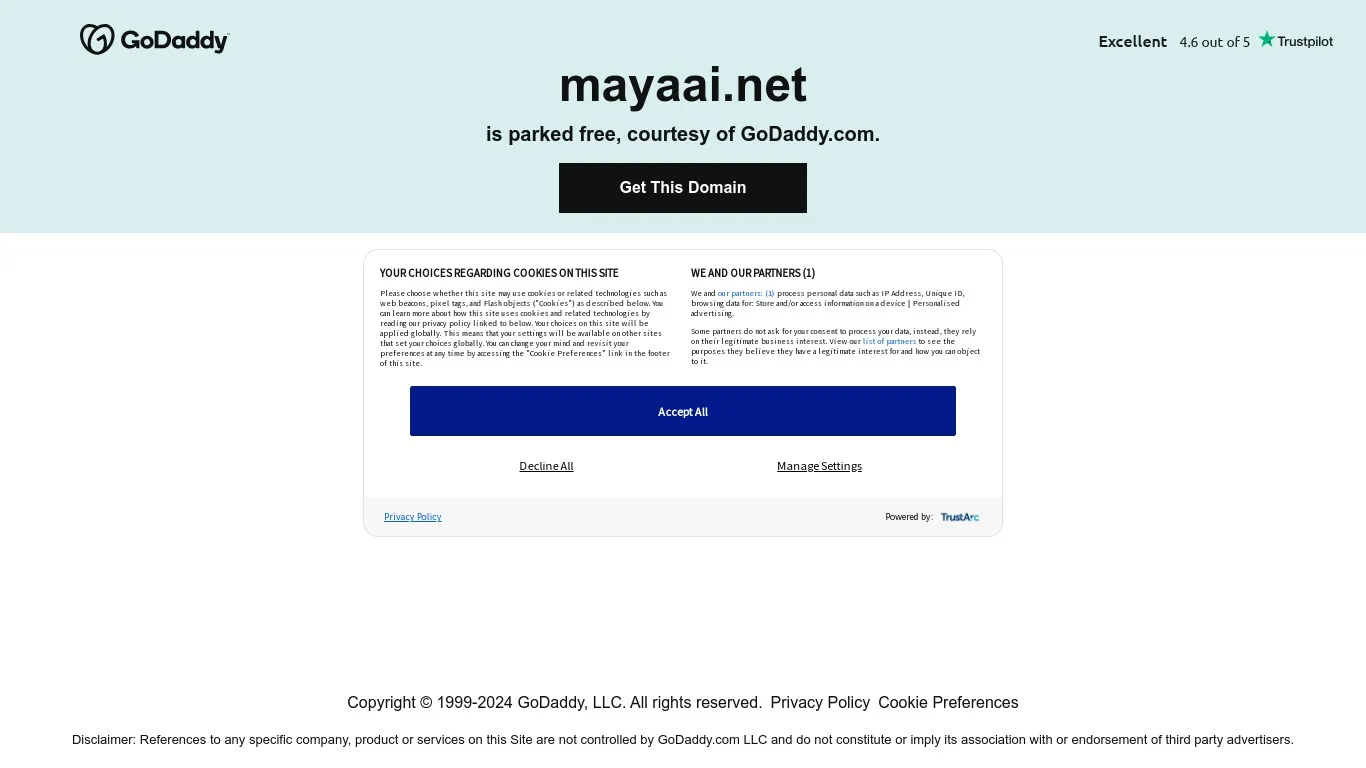 GoDaddy
Excellent 4.6 out of 5 Trustpilot
mayaai.net
is parked free, courtesy of GoDaddy.com.
Get This Domain
YOUR CHOICES REGARDING COOKIES ON THIS SITE
Please choose whether this site may use cookies or related technologies such as
web beacons, pixel tags, and Flash objects ("Cookies") as described below. You
can learn more about how this site uses cookies and related technologies by
reading our privacy policy linked to below. Your choices on this site will be
applied globally. This means that your settings will be available on other sites
that set your choices globally. You can change your mind and revisit your
preferences at any time by accessing the "Cookie Preferences" link in the footer
of this site.
WE AND OUR PARTNERS (1)
We and our partners: (1) process personal data such as IP Address, Unique ID,
browsing data for: Store and/or access information on a device | Personalised
advertising.
Some partners do not ask for your consent to process your data, instead, they rely
on their legitimate business interest. View our list of partners to see the
purposes they believe they have a legitimate interest for and how you can object
to it.
Accept All
Decline All
Manage Settings
Privacy Policy
Powered by: TrustArc
Copyright © 1999-2024 GoDaddy, LLC. All rights reserved. Privacy Policy Cookie Preferences
Disclaimer: References to any specific company, product or services on this Site are not controlled by GoDaddy.com LLC and do not constitute or imply its association with or endorsement of third party advertisers.